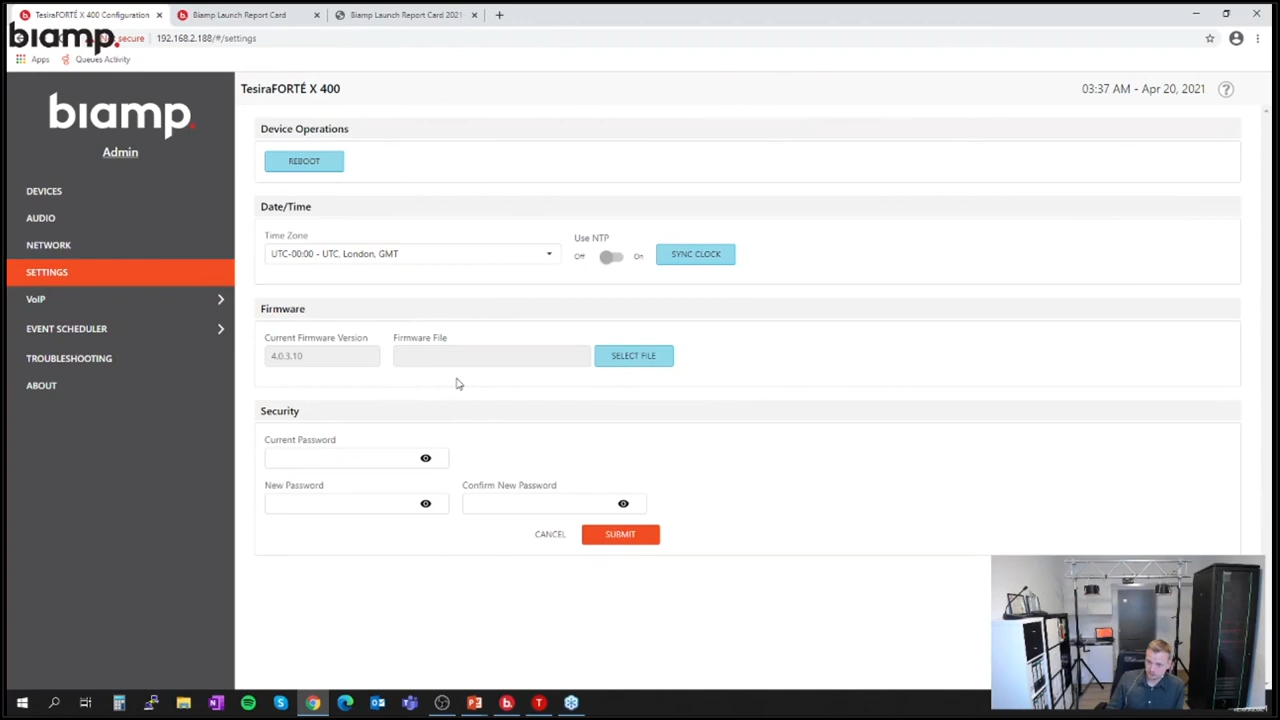 TesiraFORTÉ X 400 Configuration
Biamp Launch Report Card
Biamp Launch Report Card 2021
biamp.
secure
192.168.2.188/#/settings
Apps
Queues Activity
biamp.
Admin
DEVICES
AUDIO
NETWORK
SETTINGS
VoIP
EVENT SCHEDULER
TROUBLESHOOTING
ABOUT
TesiraFORTÉ X 400
03:37 AM - Apr 20, 2021
Device Operations
REBOOT
Date/Time
Time Zone
Use NTP
UTC-00:00 - UTC, London, GMT
Off
On
SYNC CLOCK
Firmware
Current Firmware Version
Firmware File
4.0.3.10
SELECT FILE
Security
Current Password
New Password
Confirm New Password
CANCEL
SUBMIT